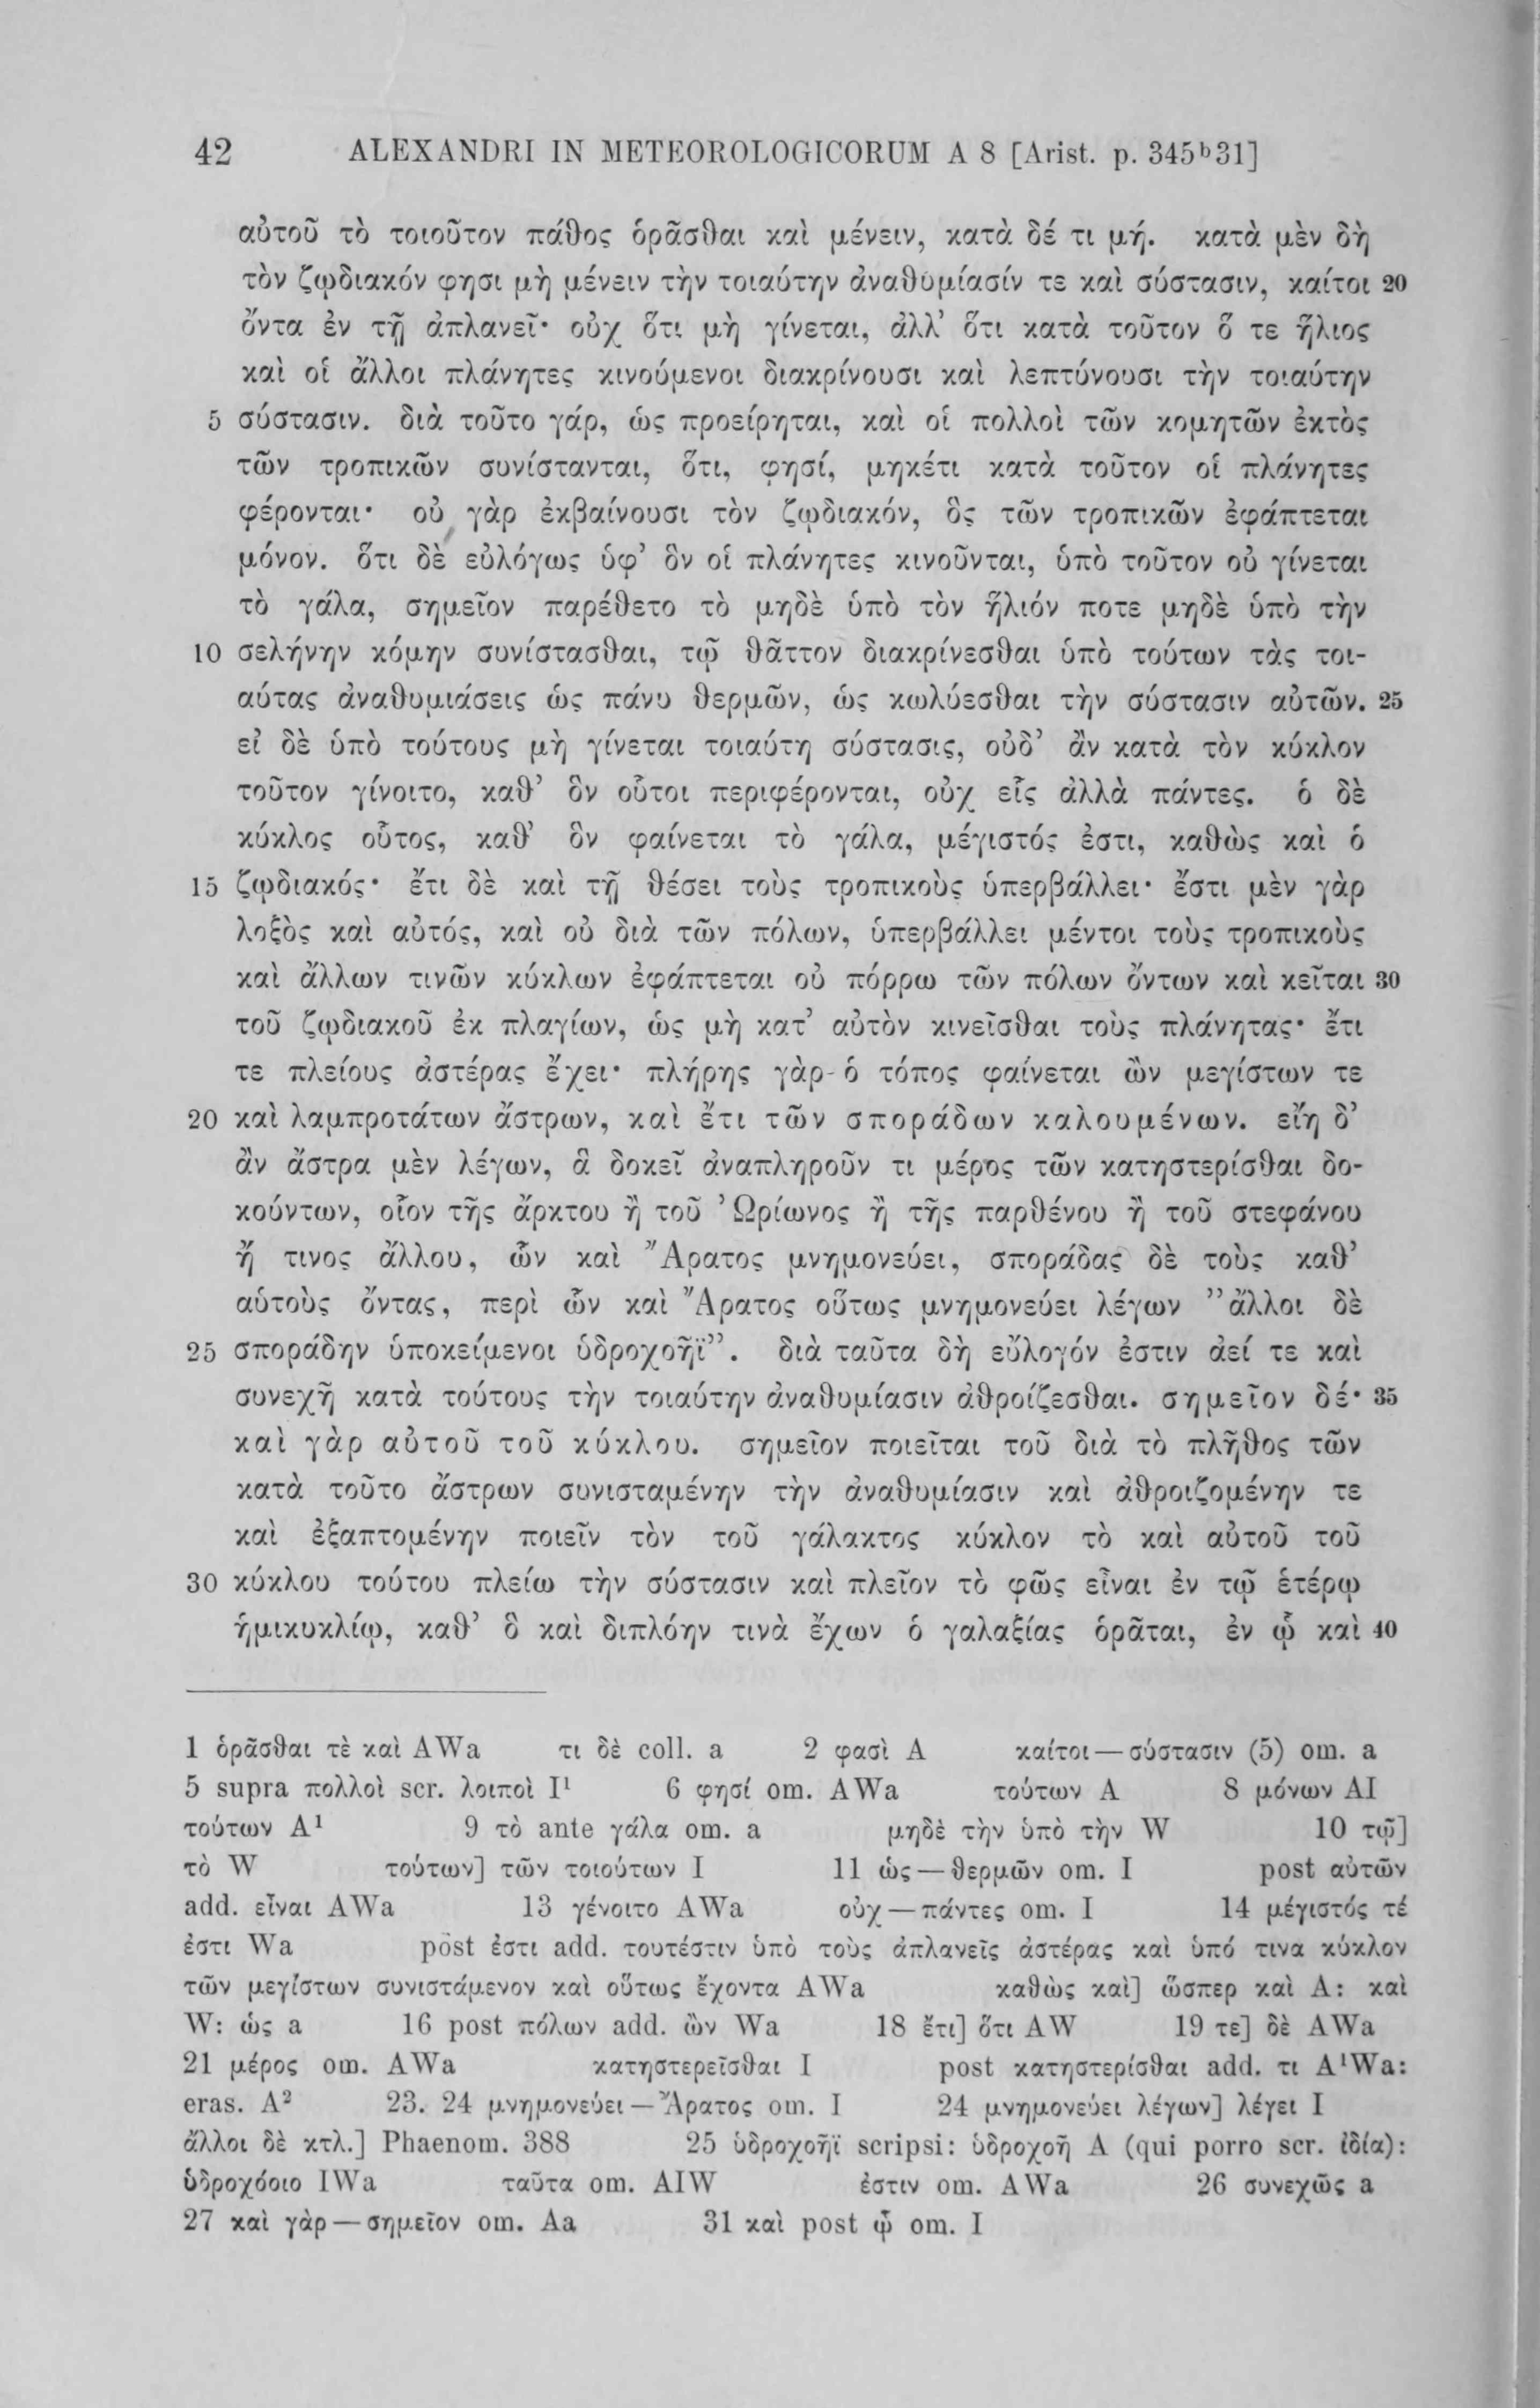 42 ALEXANDRI IN METEOROLOGICORUM A 8 [Arist. p. 345ᵇ31]
αὐτοῦ τὸ τοιοῦτον πάθος ὁρᾶσθαι καὶ μένειν, κατὰ δέ τι μή. κατὰ μὲν δὴ
τὸν ζῳδιακόν φησι μὴ μένειν τὴν τοιαύτην ἀναθυμίασίν τε καὶ σύστασιν, καίτοι 20
ὄντα ἐν τῇ ἀπλανεῖ· οὐχ ὅτι μὴ γίνεται, ἀλλ’ ὅτι κατὰ τοῦτον ὅ τε ἥλιος
καὶ οἱ ἄλλοι πλάνητες κινούμενοι διακρίνουσι καὶ λεπτύνουσι τὴν τοιαύτην
5 σύστασιν. διὰ τοῦτο γάρ, ὡς προείρηται, καὶ οἱ πολλοὶ τῶν κομητῶν ἐκτὸς
τῶν τροπικῶν συνίστανται, ὅτι, φησί, μηκέτι κατὰ τοῦτον οἱ πλάνητες
φέρονται· οὐ γὰρ ἐκβαίνουσι τὸν ζῳδιακόν, ὃς τῶν τροπικῶν ἐφάπτεται
μόνον. ὅτι δὲ εὐλόγως ὑφ’ ὃν οἱ πλάνητες κινοῦνται, ὑπὸ τοῦτον οὐ γίνεται
τὸ γάλα, σημεῖον παρέθετο τὸ μηδὲ ὑπὸ τὸν ἥλιόν ποτε μηδὲ ὑπὸ τὴν
10 σελήνην κόμην συνίστασθαι, τῷ θᾶττον διακρίνεσθαι ὑπὸ τούτων τὰς τοι-
αύτας ἀναθυμιάσεις ὡς πάνυ θερμῶν, ὡς κωλύεσθαι τὴν σύστασιν αὐτῶν. 25
εἰ δὲ ὑπὸ τούτους μὴ γίνεται τοιαύτη σύστασις, οὐδ’ ἂν κατὰ τὸν κύκλον
τοῦτον γίνοιτο, καθ’ ὃν οὗτοι περιφέρονται, οὐχ εἷς ἀλλὰ πάντες. ὁ δὲ
κύκλος οὗτος, καθ’ ὃν φαίνεται τὸ γάλα, μέγιστός ἐστι, καθὼς καὶ ὁ
15 ζῳδιακός· ἔτι δὲ καὶ τῇ θέσει τοὺς τροπικοὺς ὑπερβάλλει· ἔστι μὲν γὰρ
λοξὸς καὶ αὐτός, καὶ οὐ διὰ τῶν πόλων, ὑπερβάλλει μέντοι τοὺς τροπικοὺς
καὶ ἄλλων τινῶν κύκλων ἐφάπτεται οὐ πόρρω τῶν πόλων ὄντων καὶ κεῖται 30
τοῦ ζῳδιακοῦ ἐκ πλαγίων, ὡς μὴ κατ’ αὐτὸν κινεῖσθαι τοὺς πλάνητας· ἔτι
τε πλείους ἀστέρας ἔχει· πλήρης γὰρ ὁ τόπος φαίνεται ὢν μεγίστων τε
20 καὶ λαμπροτάτων ἄστρων, καὶ ἔτι τῶν σποράδων καλουμένων. εἴη δ’
ἂν ἄστρα μὲν λέγων, ἃ δοκεῖ ἀναπληροῦν τι μέρος τῶν κατηστερίσθαι δο-
κούντων, οἷον τῆς ἄρκτου ἢ τοῦ Ὠρίωνος ἢ τῆς παρθένου ἢ τοῦ στεφάνου
ἤ τινος ἄλλου, ὧν καὶ Ἄρατος μνημονεύει, σποράδας δὲ τοὺς καθ’
αὑτοὺς ὄντας, περὶ ὧν καὶ Ἄρατος οὕτως μνημονεύει λέγων ”ἄλλοι δὲ
25 σποράδην ὑποκείμενοι ὑδροχοῆϊ”. διὰ ταῦτα δὴ εὔλογόν ἐστιν ἀεί τε καὶ
συνεχῆ κατὰ τούτους τὴν τοιαύτην ἀναθυμίασιν ἀθροίζεσθαι. σημεῖον δέ· 35
καὶ γὰρ αὐτοῦ τοῦ κύκλου. σημεῖον ποιεῖται τοῦ διὰ τὸ πλῆθος τῶν
κατὰ τοῦτο ἄστρων συνισταμένην τὴν ἀναθυμίασιν καὶ ἀθροιζομένην τε
καὶ ἐξαπτομένην ποιεῖν τὸν τοῦ γάλακτος κύκλον τὸ καὶ αὐτοῦ τοῦ
30 κύκλου τούτου πλείω τὴν σύστασιν καὶ πλεῖον τὸ φῶς εἶναι ἐν τῷ ἑτέρῳ
ἡμικυκλίῳ, καθ’ ὃ καὶ διπλόην τινὰ ἔχων ὁ γαλαξίας ὁρᾶται, ἐν ᾧ καὶ 40
1 ὁρᾶσθαι τὲ καὶ AWa τι δὲ coll. a 2 φασὶ A καίτοι — σύστασιν (5) om. a
5 supra πολλοὶ scr. λοιποὶ I¹ 6 φησί om. AWa τούτων A 8 μόνων AI
τούτων A¹ 9 τὸ ante γάλα om. a μηδὲ τὴν ὑπὸ τὴν W 10 τῷ]
τὸ W τούτων] τῶν τοιούτων I 11 ὡς — θερμῶν om. I post αὐτῶν
add. εἶναι AWa 13 γένοιτο AWa οὐχ — πάντες om. I 14 μέγιστός τέ
ἐστι Wa post ἐστι add. τουτέστιν ὑπὸ τοὺς ἀπλανεῖς ἀστέρας καὶ ὑπό τινα κύκλον
τῶν μεγίστων συνιστάμενον καὶ οὕτως ἔχοντα AWa καθὼς καὶ] ὥσπερ καὶ A: καὶ
W: ὡς a 16 post πόλων add. ὢν Wa 18 ἔτι] ὅτι AW 19 τε] δὲ AWa
21 μέρος om. AWa κατηστερεῖσθαι I post κατηστερίσθαι add. τι A¹Wa:
eras. A² 23. 24 μνημονεύει — Ἄρατος om. I 24 μνημονεύει λέγων] λέγει I
ἄλλοι δὲ κτλ.] Phaenom. 388 25 ὑδροχοῆϊ scripsi: ὑδροχοῆ A (qui porro scr. ἰδία):
ὑδροχόοιο IWa ταῦτα om. AIW ἐστιν om. AWa 26 συνεχῶς a
27 καὶ γὰρ — σημεῖον om. Aa 31 καὶ post ᾧ om. I